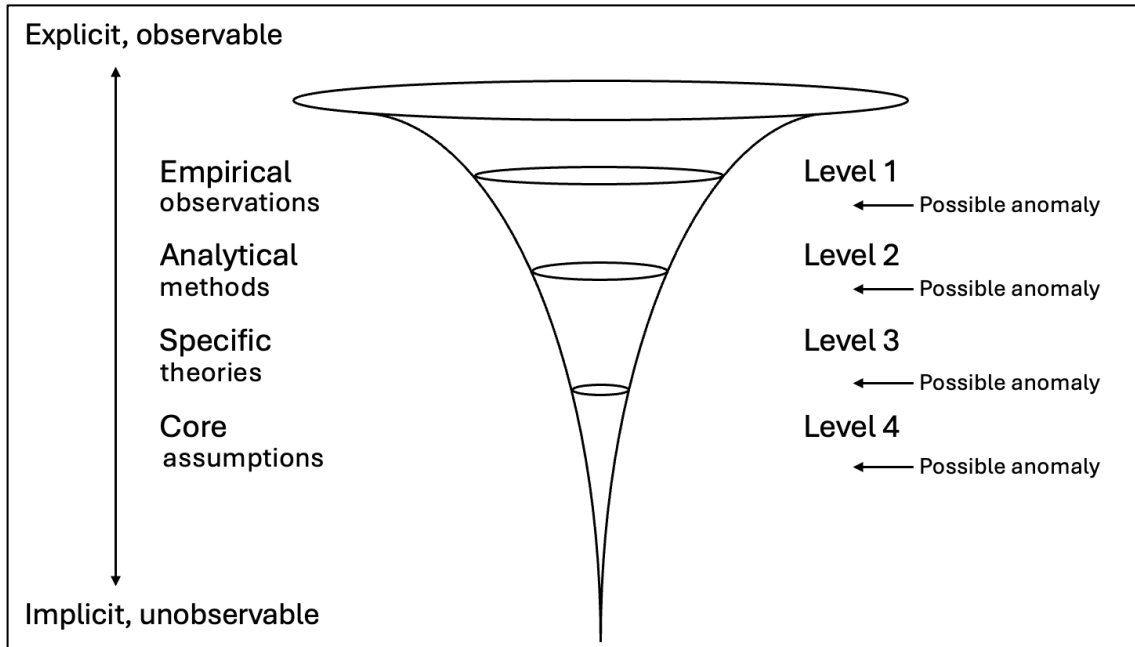 Explicit, observable
Empirical
observations
Level 1
Possible anomaly
Analytical
methods
Level 2
Possible anomaly
Specific
theories
Level 3
Possible anomaly
Core
assumptions
Level 4
Possible anomaly
Implicit, unobservable